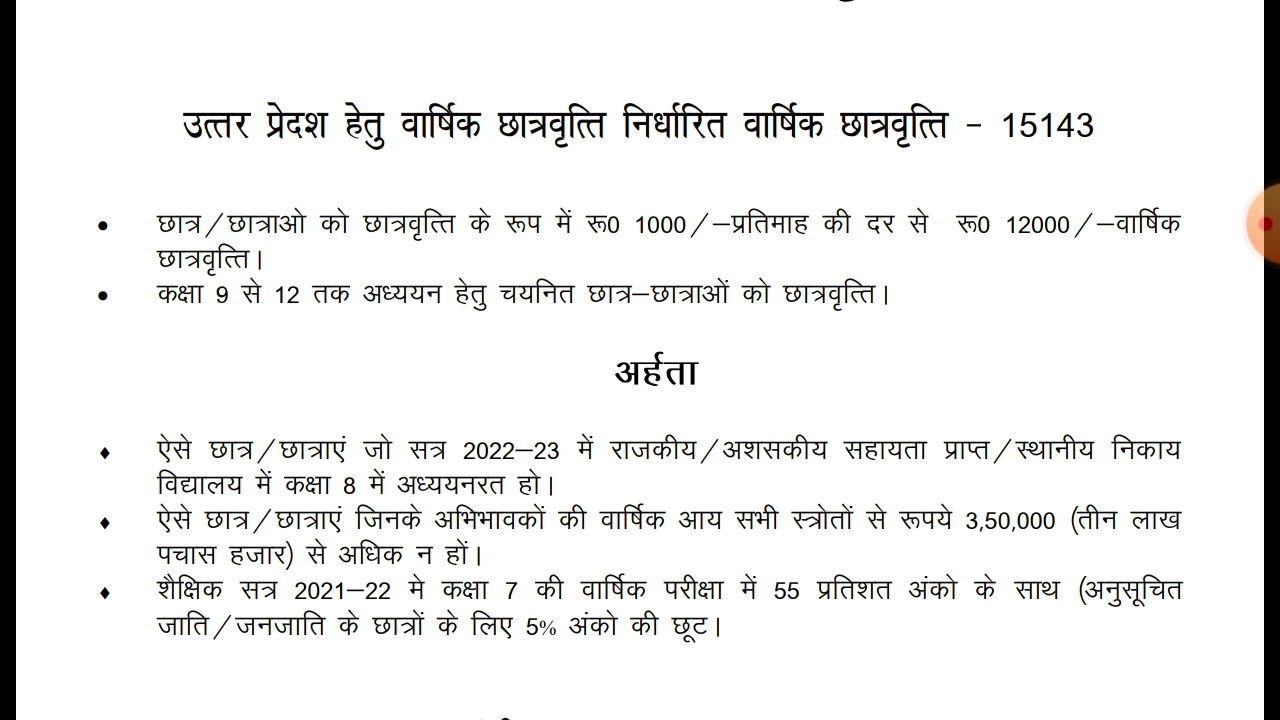 उत्तर प्रेदश हेतु वार्षिक छात्रवृत्ति निर्धारित वार्षिक छात्रवृत्ति - 15143
• छात्र/छात्राओ को छात्रवृत्ति के रूप में रू0 1000/–प्रतिमाह की दर से रू0 12000/–वार्षिक
छात्रवृत्ति।
• कक्षा 9 से 12 तक अध्ययन हेतु चयनित छात्र–छात्राओं को छात्रवृत्ति।
अर्हता
♦ ऐसे छात्र/छात्राएं जो सत्र 2022–23 में राजकीय/अशसकीय सहायता प्राप्त/स्थानीय निकाय
विद्यालय में कक्षा 8 में अध्ययनरत हो।
♦ ऐसे छात्र/छात्राएं जिनके अभिभावकों की वार्षिक आय सभी स्त्रोतों से रूपये 3,50,000 (तीन लाख
पचास हजार) से अधिक न हों।
♦ शैक्षिक सत्र 2021–22 मे कक्षा 7 की वार्षिक परीक्षा में 55 प्रतिशत अंको के साथ (अनुसूचित
जाति/जनजाति के छात्रों के लिए 5% अंको की छूट।